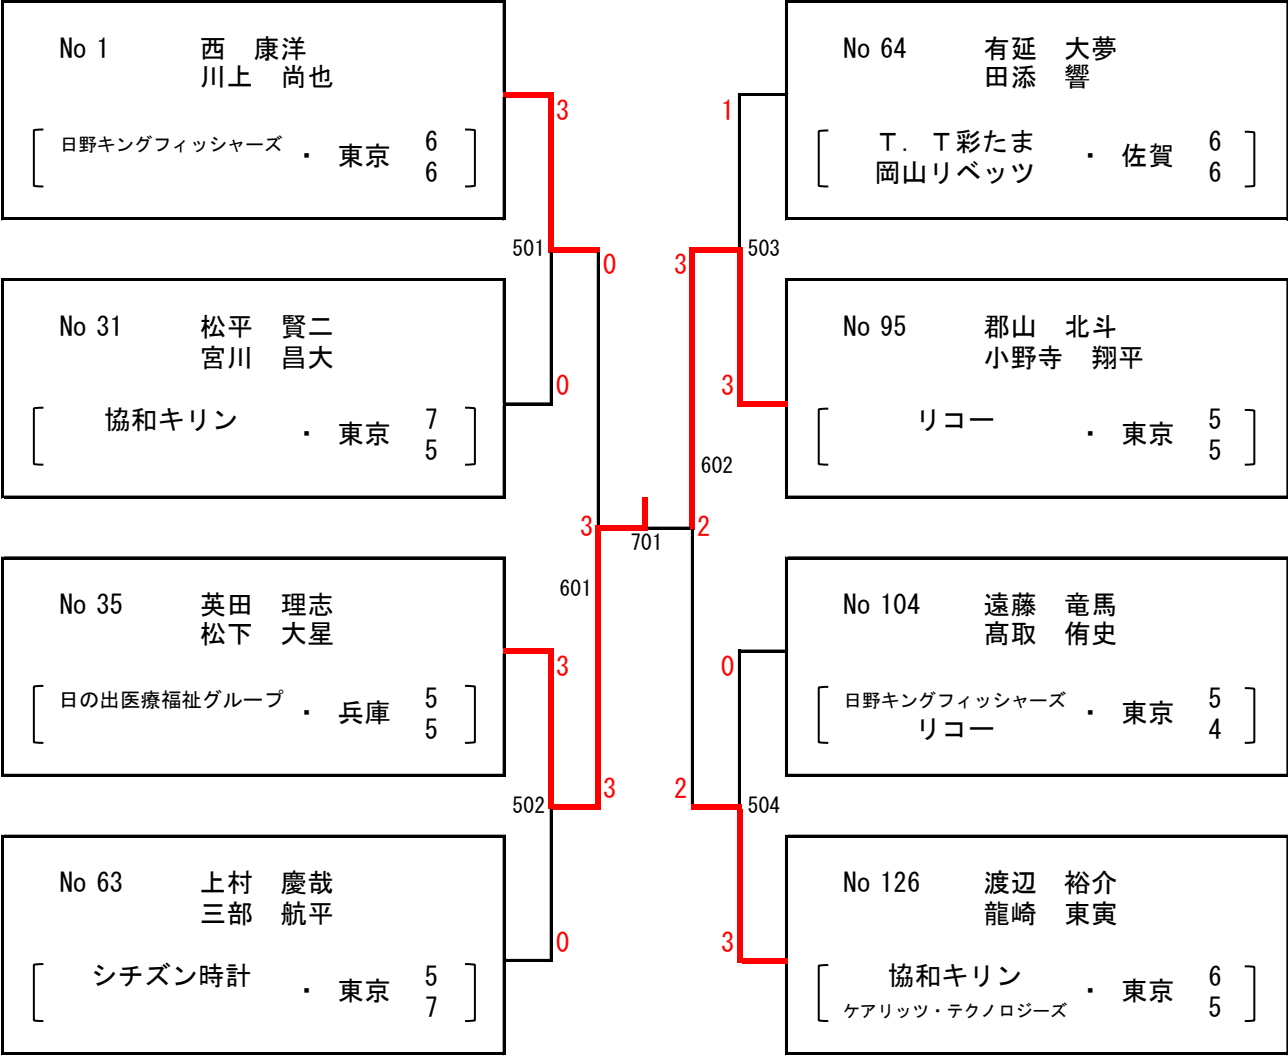 No 1 西 康洋
川上 尚也
日野キングフィッシャーズ ・ 東京 6
6
No 31 松平 賢二
宮川 昌大
協和キリン ・ 東京 7
5
No 35 英田 理志
松下 大星
日の出医療福祉グループ ・ 兵庫 5
5
No 63 上村 慶哉
三部 航平
シチズン時計 ・ 東京 5
7
3
501
0
0
3
601
701
3
502
3
0
1
3
503
3
602
2
0
2
504
3
No 64 有延 大夢
田添 響
T. T彩たま ・ 佐賀 6
岡山リベッツ 6
No 95 郡山 北斗
小野寺 翔平
リコー ・ 東京 5
5
No 104 遠藤 竜馬
髙取 侑史
日野キングフィッシャーズ ・ 東京 5
リコー 4
No 126 渡辺 裕介
龍崎 東寅
協和キリン ・ 東京 6
ケアリッツ・テクノロジーズ 5